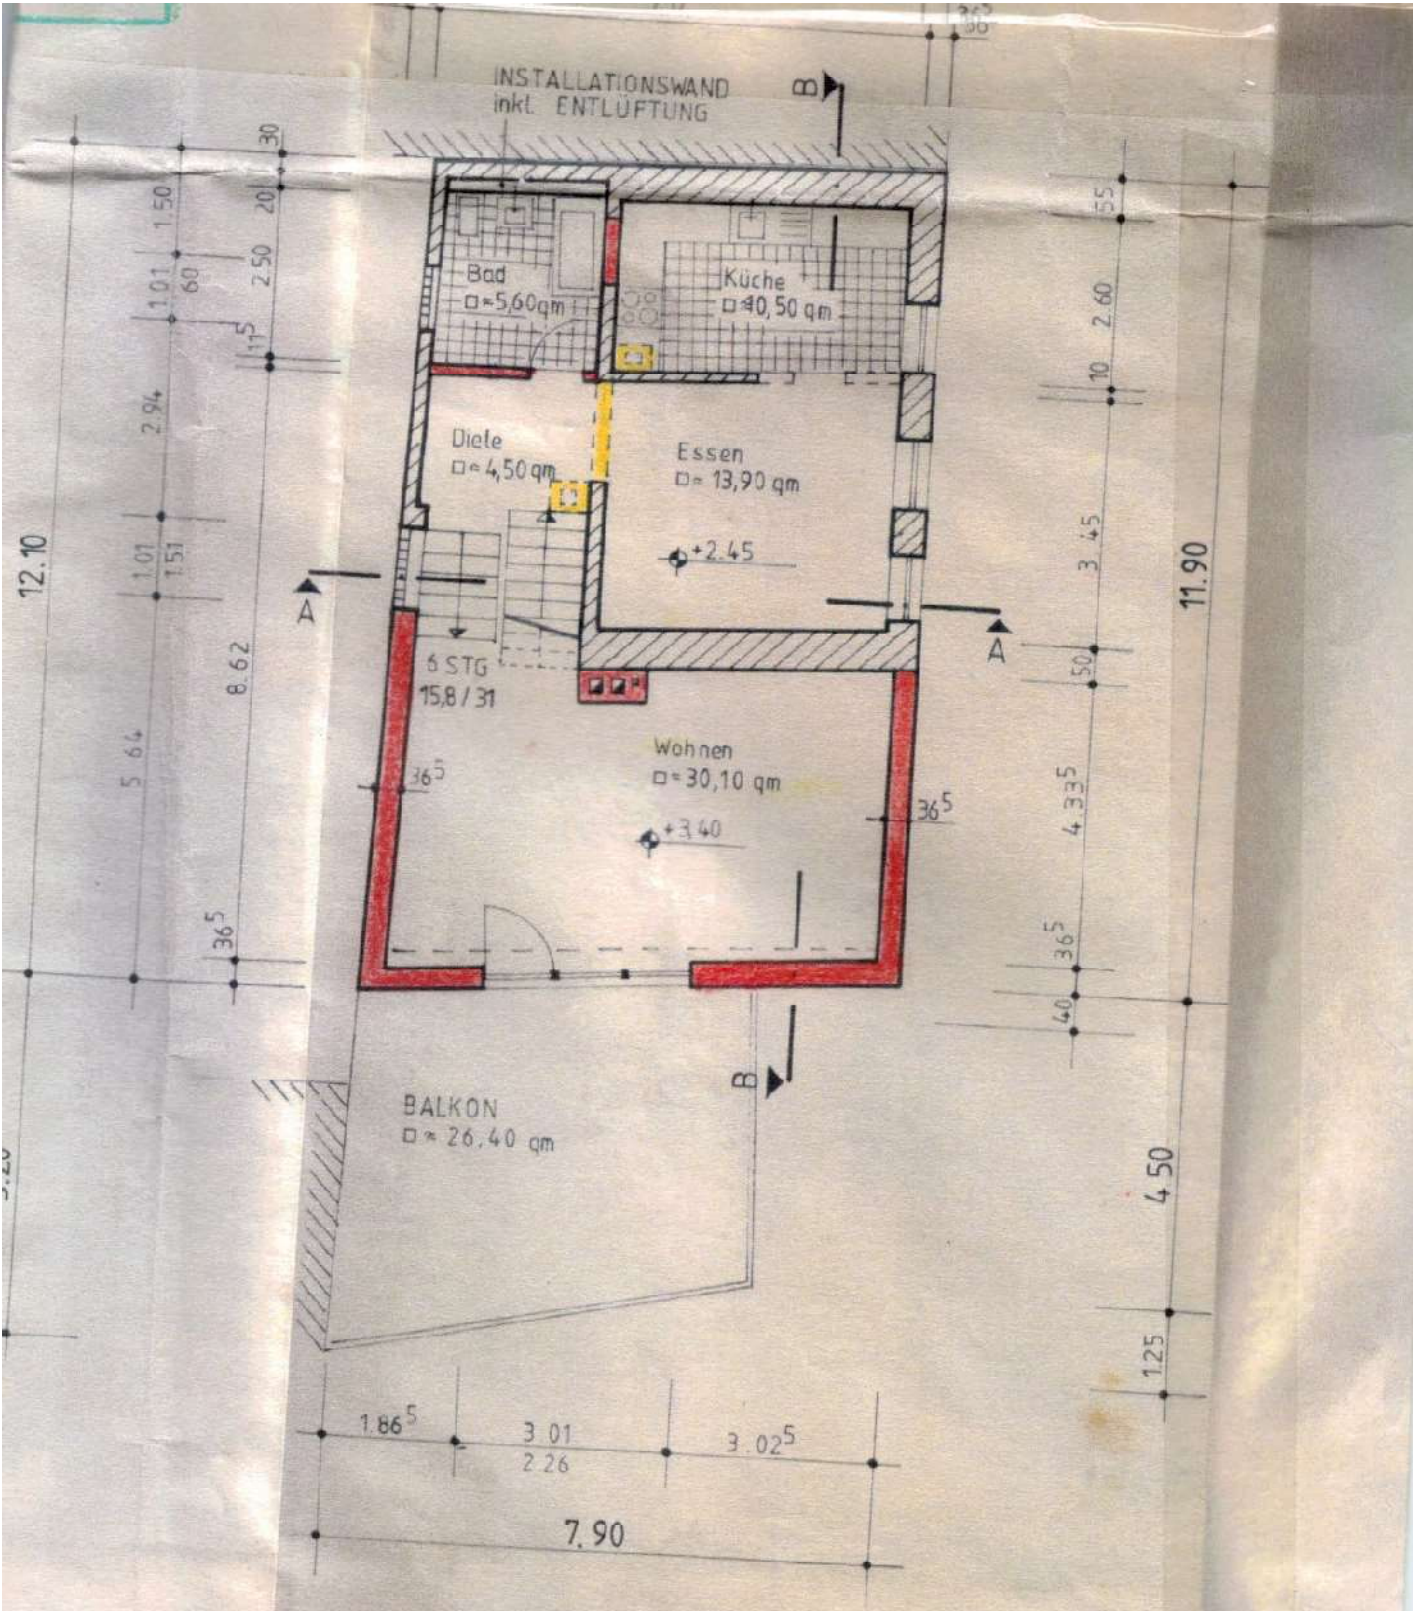 36⁵
INSTALLATIONSWAND
inkl. ENTLÜFTUNG
B
30
20
1.50
1.01
60
2.50
11⁵
2.94
1.01
1.51
12.10
8.62
5 64
36⁵
Bad
□≈5,60qm
Küche
□≈10,50 qm
Diele
□≈4,50 qm
Essen
□≈ 13,90 qm
+2.45
A
A
6 STG
15,8 / 31
Wohnen
□≈30,10 qm
36⁵
36⁵
+3,40
55
2.60
10
3 45
11.90
50
4.33⁵
36⁵
40
B
BALKON
□≈ 26,40 qm
4 50
1.25
1.86⁵
3 01
2 26
3.02⁵
7.90